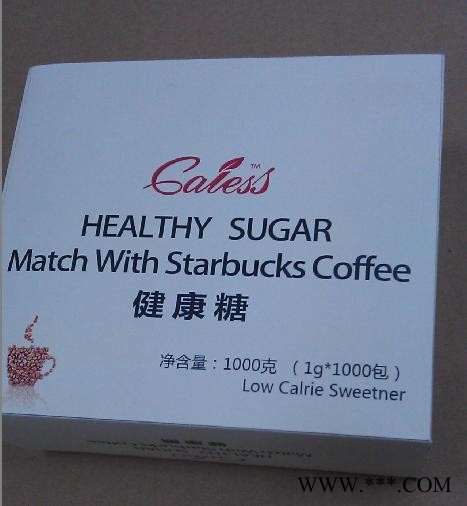 Caless™
HEALTHY SUGAR
Match With Starbucks Coffee
健康糖
净含量：1000克 （1g*1000包）
Low Calrie Sweetner
WWW.***.COM